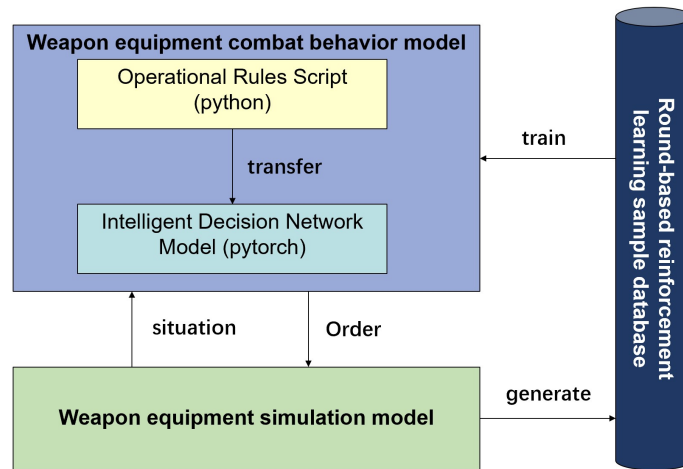 Weapon equipment combat behavior model
Operational Rules Script
(python)
transfer
Intelligent Decision Network
Model (pytorch)
train
Round-based reinforcement
learning sample database
situation
Order
Weapon equipment simulation model
generate